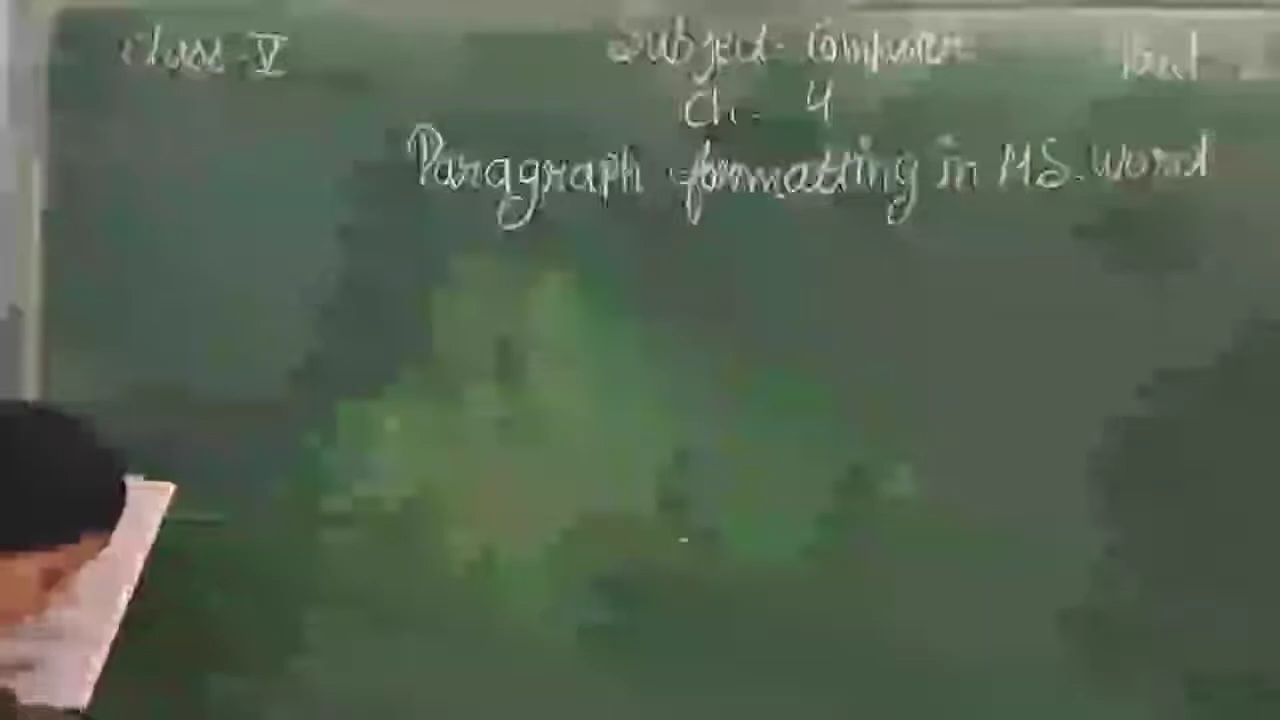 Class-V Subject- Computer
Ch- 4
Paragraph formatting in MS.Word